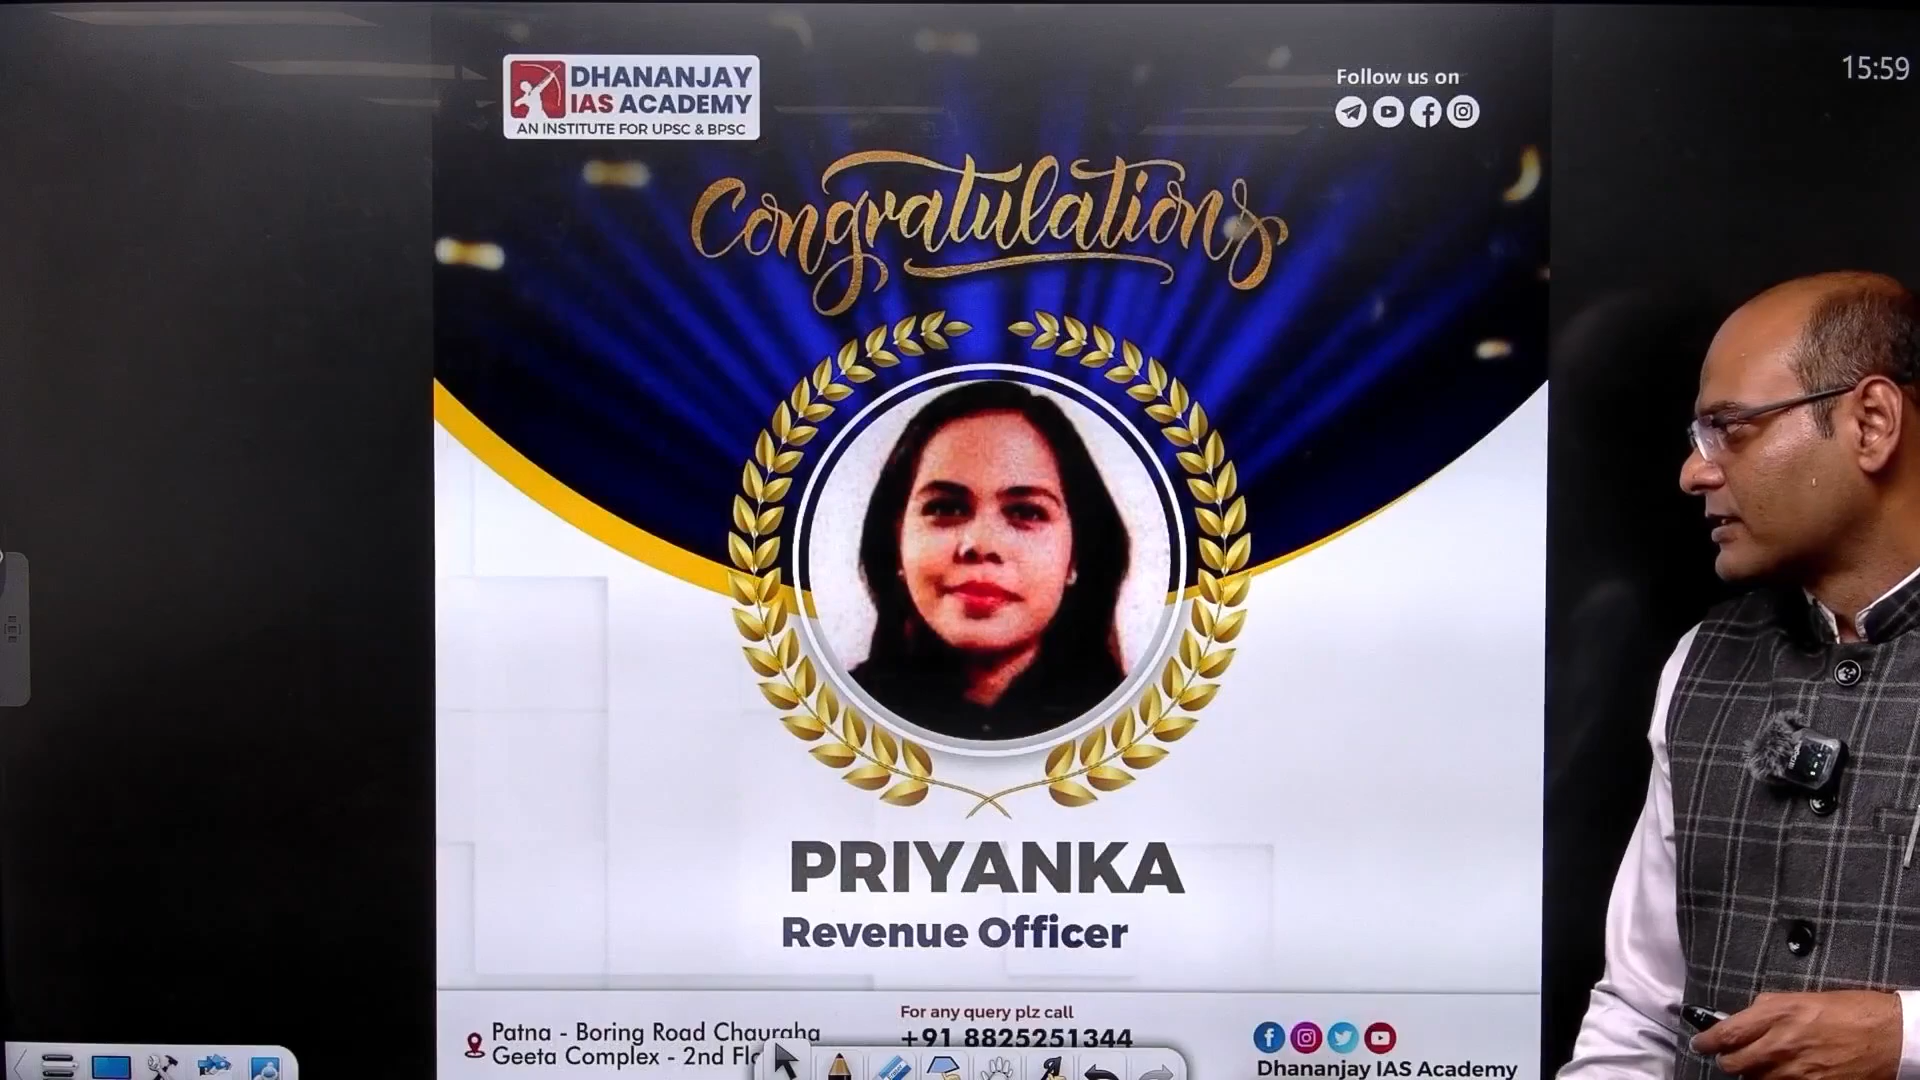 DHANANJAY
IAS ACADEMY
AN INSTITUTE FOR UPSC & BPSC
Follow us on
15:59
Congratulations
PRIYANKA
Revenue Officer
Patna - Boring Road Chauraha
Geeta Complex - 2nd
For any query plz call
+91 8825251344
Dhananjay IAS Academy